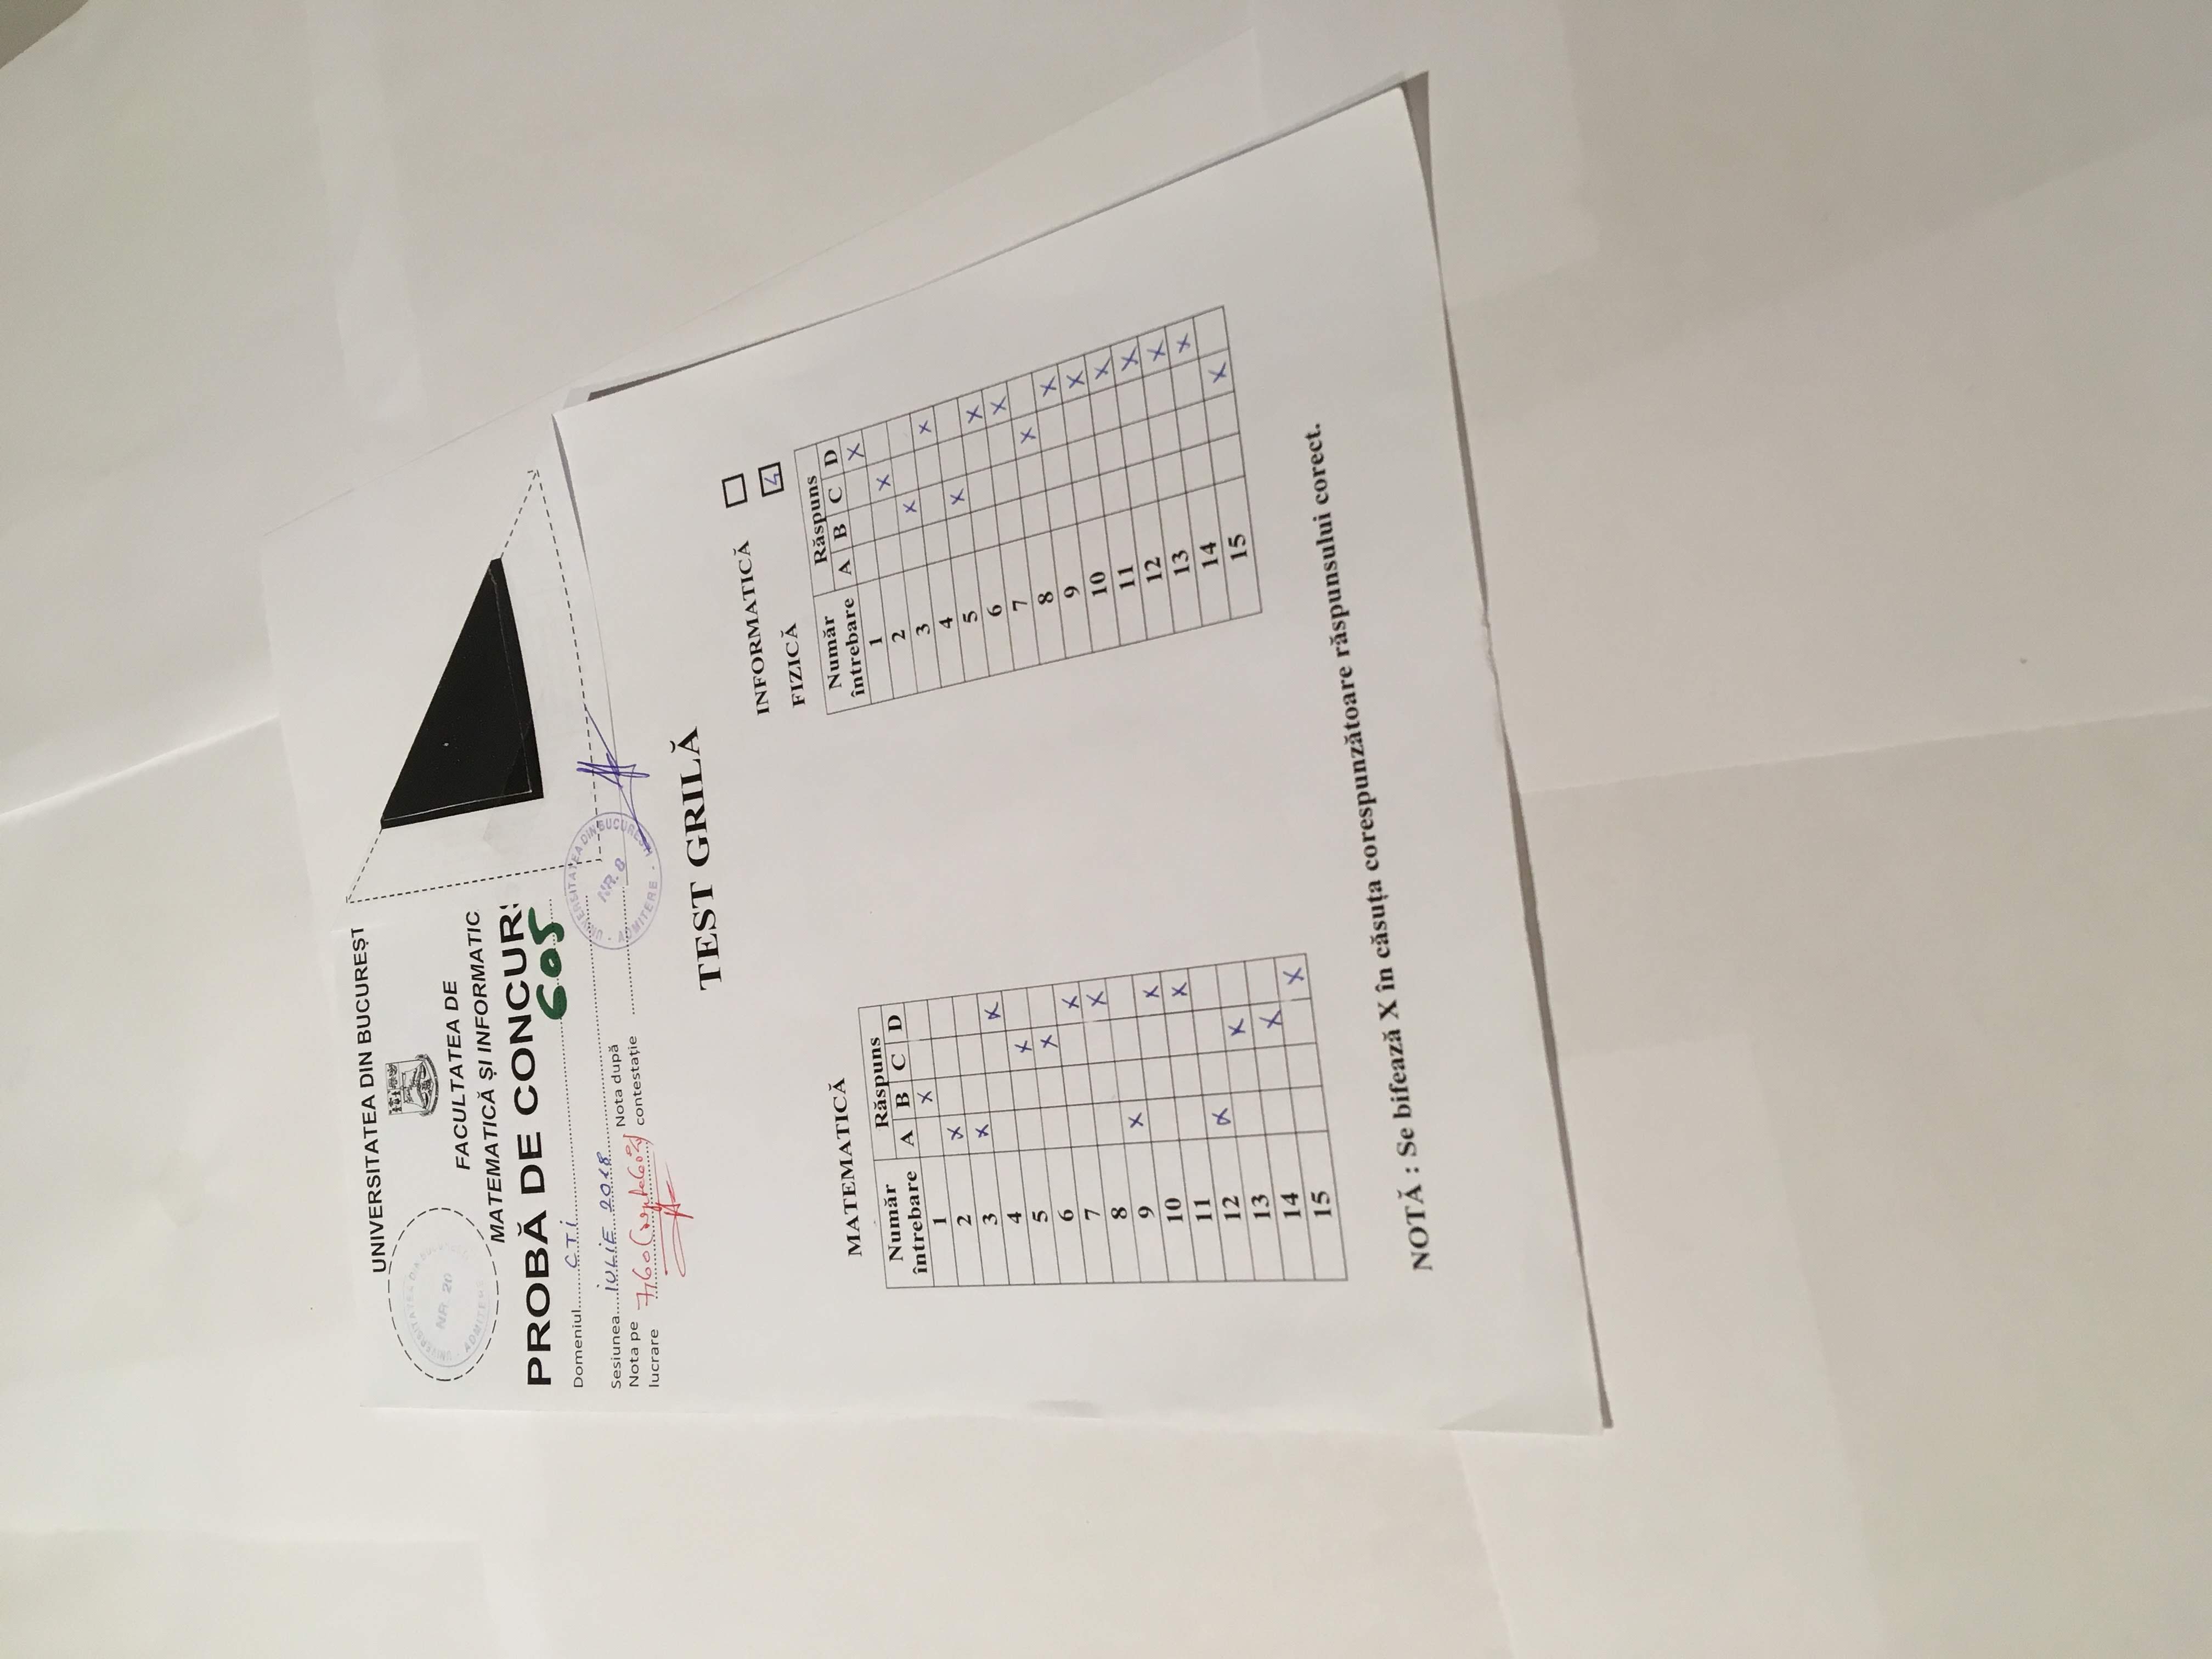 UNIVERSITATEA DIN BUCUREȘT
UNIVERSITATEA DIN
NR. 20
ADMITERE
FACULTATEA DE
MATEMATICĂ ȘI INFORMATIC
PROBĂ DE CONCURS
605
Domeniul CTI
Sesiunea IULIE 2018
Nota pe lucrare 7,60 Nota după contestație
UNIVERSITATEA DIN BUCUREȘTI
NR. 8
ADMITERE
TEST GRILĂ
INFORMATICĂ
FIZICĂ 4
MATEMATICĂ
Număr întrebare Răspuns
A B C D
1 X
2 X
3 X
4 X
5 X
6 X
7 X
8 X
9 X
10 X
11 X
12 X
13 X
14 X
15 X
Număr întrebare Răspuns
A B C D
1 X
2 X
3 X
4 X
5 X
6 X
7 X
8 X
9 X
10 X
11 X
12 X
13 X
14 X
15 X
NOTĂ : Se bifează X în căsuța corespunzătoare răspunsului corect.